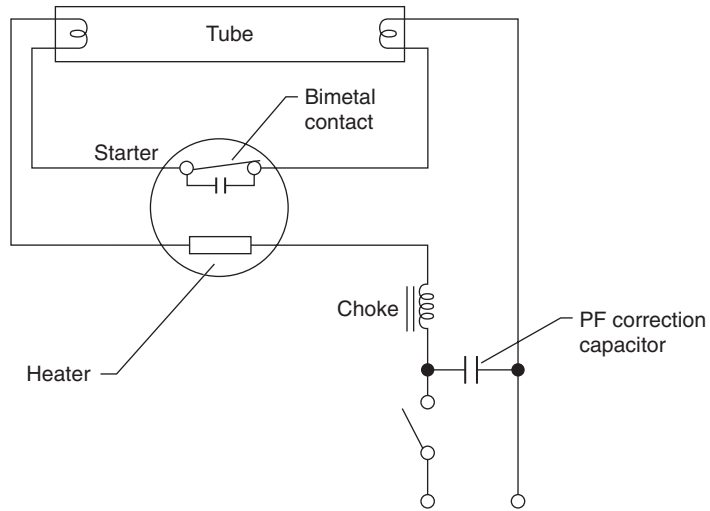 Tube
Bimetal
contact
Starter
Choke
PF correction
capacitor
Heater